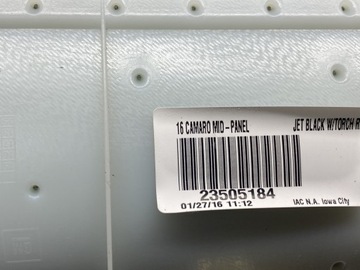 16 CAMARO MID-PANEL JET BLACK W/TORCH R
23505184
01/27/16 11:12 IAC N.A. Iowa City